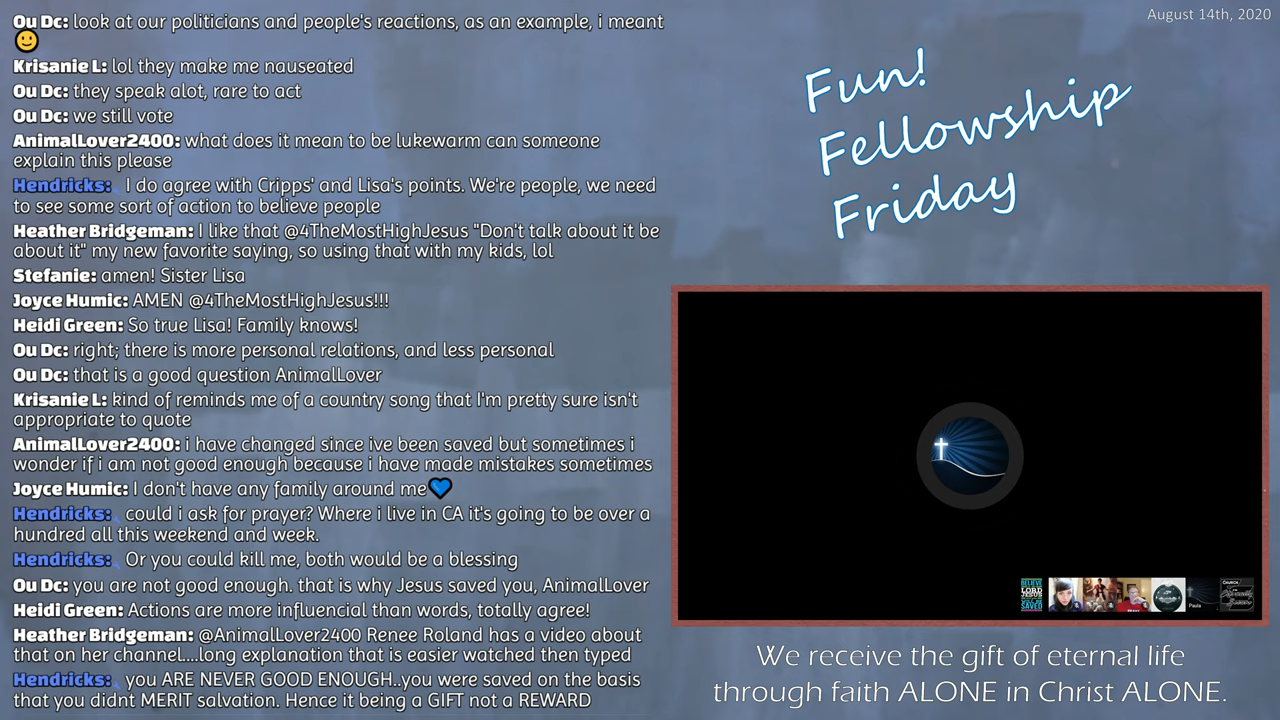 Ou Dc: look at our politicians and people's reactions, as an example, i meant
🙂
Krisanie L: lol they make me nauseated
Ou Dc: they speak alot, rare to act
Ou Dc: we still vote
AnimalLover2400: what does it mean to be lukewarm can someone
explain this please
Hendricks: I do agree with Cripps' and Lisa's points. We're people, we need
to see some sort of action to believe people
Heather Bridgeman: I like that @4TheMostHighJesus "Don't talk about it be
about it" my new favorite saying, so using that with my kids, lol
Stefanie: amen! Sister Lisa
Joyce Humic: AMEN @4TheMostHighJesus!!!
Heidi Green: So true Lisa! Family knows!
Ou Dc: right; there is more personal relations, and less personal
Ou Dc: that is a good question AnimalLover
Krisanie L: kind of reminds me of a country song that I'm pretty sure isn't
appropriate to quote
AnimalLover2400: i have changed since ive been saved but sometimes i
wonder if i am not good enough because i have made mistakes sometimes
Joyce Humic: I don't have any family around me💙
Hendricks: could i ask for prayer? Where i live in CA it's going to be over a
hundred all this weekend and week.
Hendricks: Or you could kill me, both would be a blessing
Ou Dc: you are not good enough. that is why Jesus saved you, AnimalLover
Heidi Green: Actions are more influential than words, totally agree!
Heather Bridgeman: @AnimalLover2400 Renee Roland has a video about
that on her channel....long explanation that is easier watched then typed
Hendricks: you ARE NEVER GOOD ENOUGH..you were saved on the basis
that you didnt MERIT salvation. Hence it being a GIFT not a REWARD
August 14th, 2020
Fun!
Fellowship
Friday
BELIEVE
LORD
JESUS
SAVED
Paula
CHURCH
We receive the gift of eternal life
through faith ALONE in Christ ALONE.